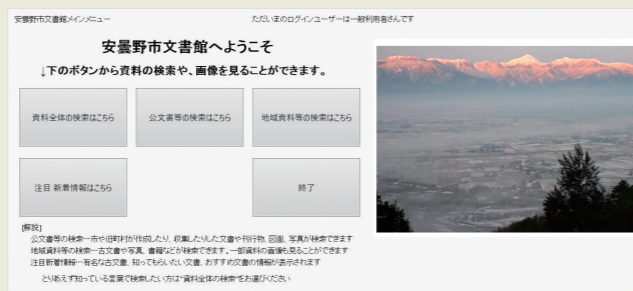 安曇野市文書館メインメニュー
ただいまのログインユーザーは一般利用者さんです
安曇野市文書館へようこそ
↓下のボタンから資料の検索や、画像を見ることができます。
資料全体の検索はこちら
公文書等の検索はこちら
地域資料等の検索はこちら
注目 新着情報はこちら
終了
[解説]
公文書等の検索…市や旧町村が作成したり、収集したりした文書や刊行物、図面、写真が検索できます
地域資料等の検索…古文書や写真、書籍などが検索できます。一部資料の画像も見ることができます
注目新着情報…有名な古文書、知ってもらいたい文書、おすすめ文書の情報が表示されます
とりあえず知っている言葉で検索したい方は"資料全体の検索"をお選びください